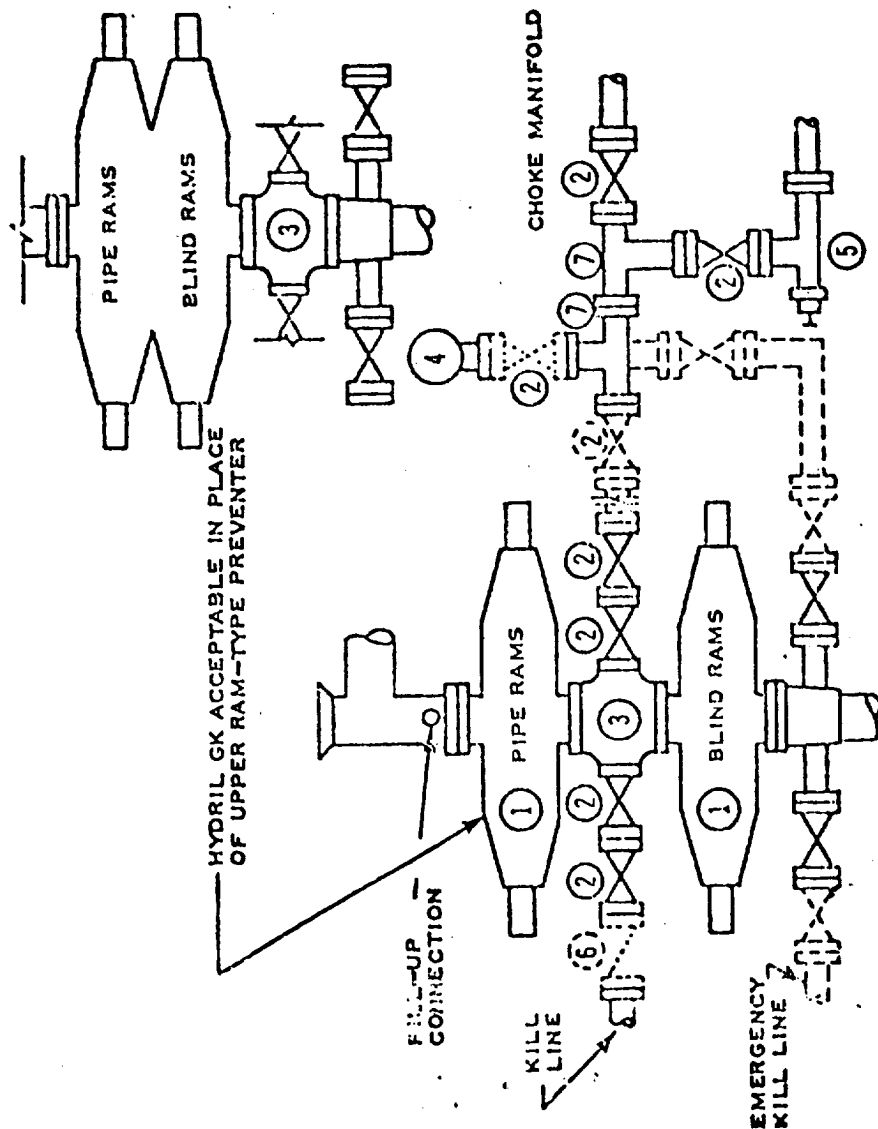 PIPE RAMS
BLIND RAMS
3
HYDRIL GK ACCEPTABLE IN PLACE
OF UPPER RAM-TYPE PREVENTER
CHOKE MANIFOLD
4
2
7
7
2
2
5
CONNECTION
KILL
LINE
6
2
2
1
PIPE RAMS
3
2
2
2
1
BLIND RAMS
EMERGENCY
KILL LINE